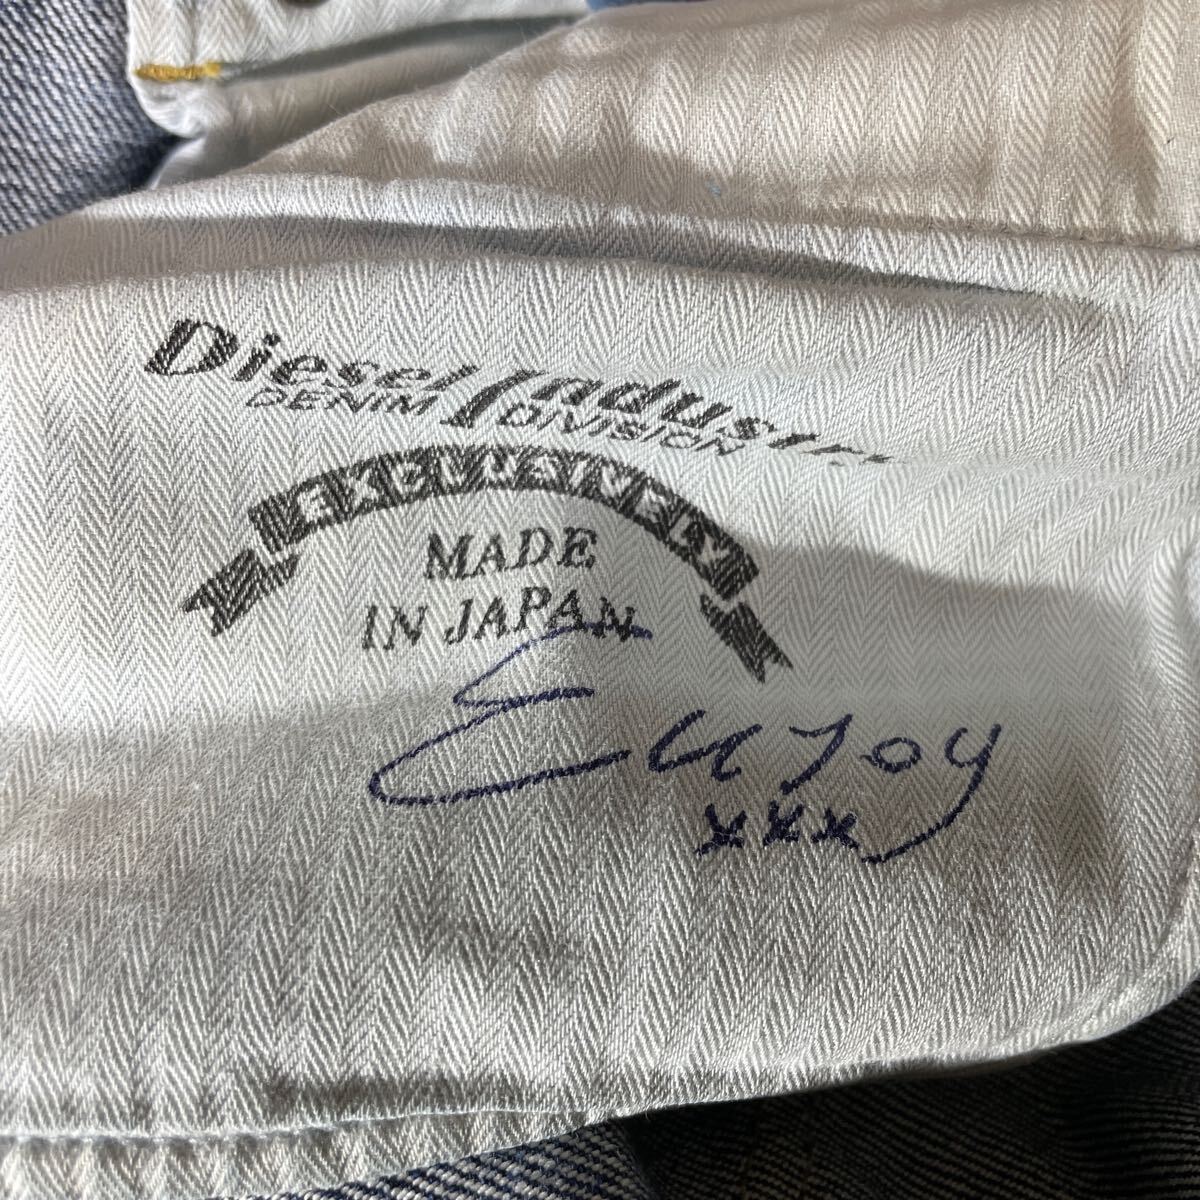 Diesel Industry
DENIM DIVISION
EXCLUSIVELY
MADE
IN JAPAN
Enjoy
xxx